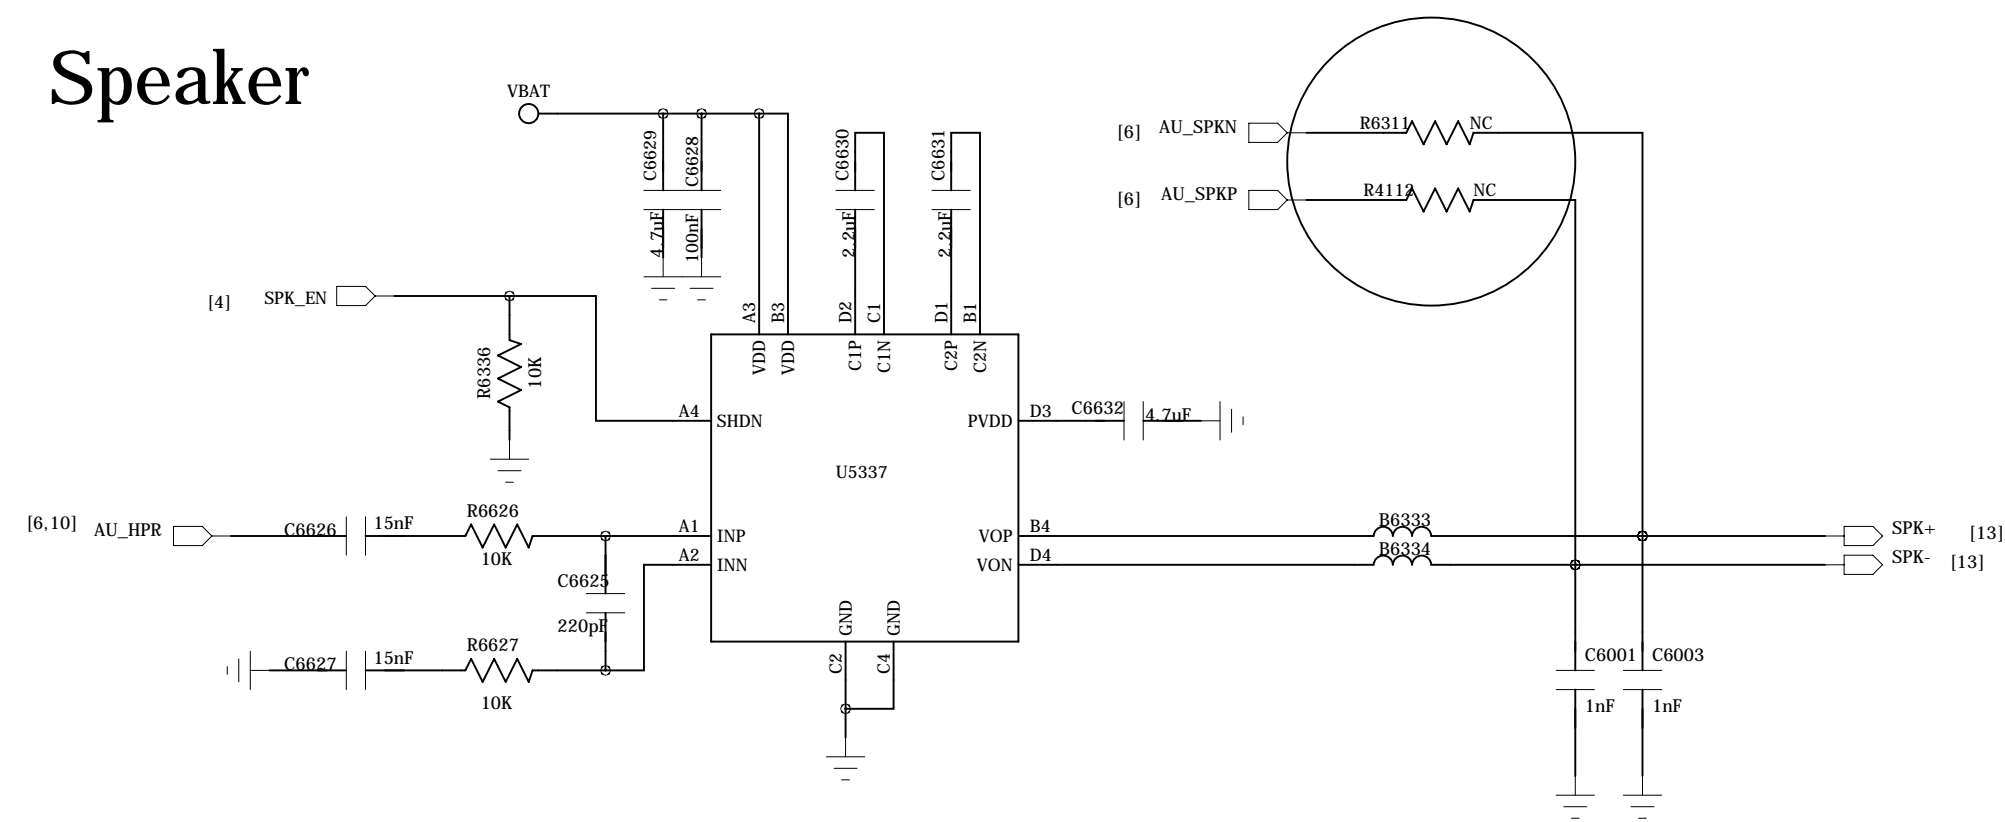 Speaker
VBAT
C6629
4.7uF
C6628
100nF
C6630
2.2uF
C6631
2.2uF
[6] AU_SPKN R6311 NC
[6] AU_SPKP R4112 NC
[4] SPK_EN
R6336
10K
A3 B3 D2 C1 D1 B1
VDD VDD C1P C1N C2P C2N
A4 SHDN
PVDD D3 C6632 4.7uF
U5337
[6,10] AU_HPR C6626 15nF R6626 10K
A1 INP
A2 INN
VOP B4 B6333 SPK+ [13]
VON D4 B6334 SPK- [13]
C6625
220pF
C6627 15nF R6627 10K
GND GND
C2 C4
C6001 C6003
1nF 1nF